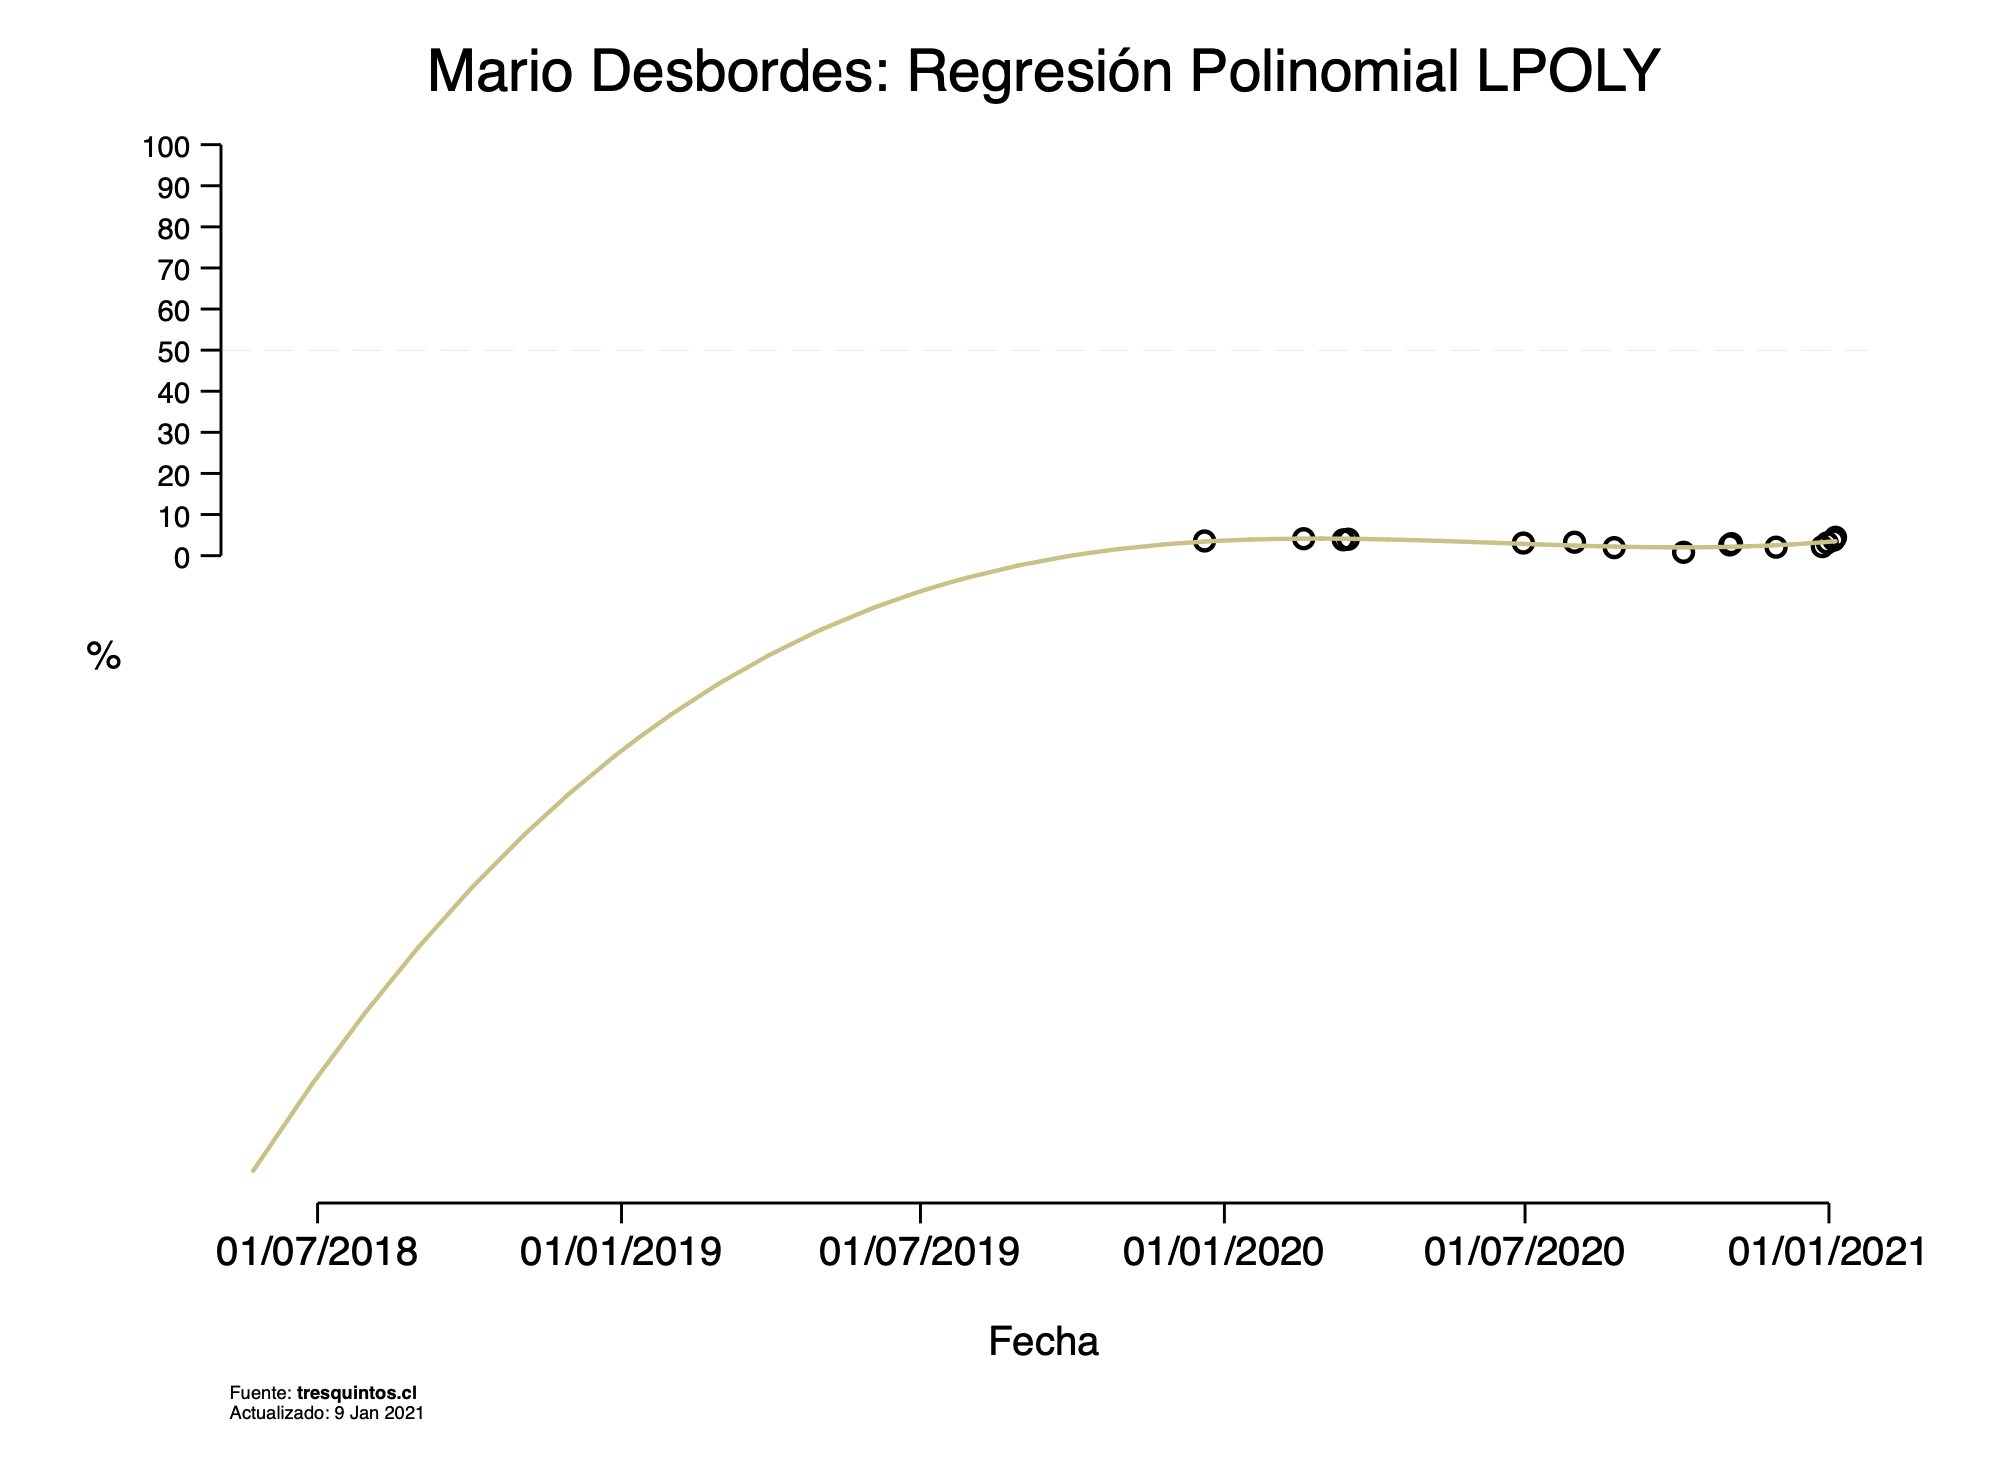 Mario Desbordes: Regresión Polinomial LPOLY
100
90
80
70
60
50
40
30
20
10
0
%
01/07/2018 01/01/2019 01/07/2019 01/01/2020 01/07/2020 01/01/2021
Fecha
Fuente: tresquintos.cl
Actualizado: 9 Jan 2021